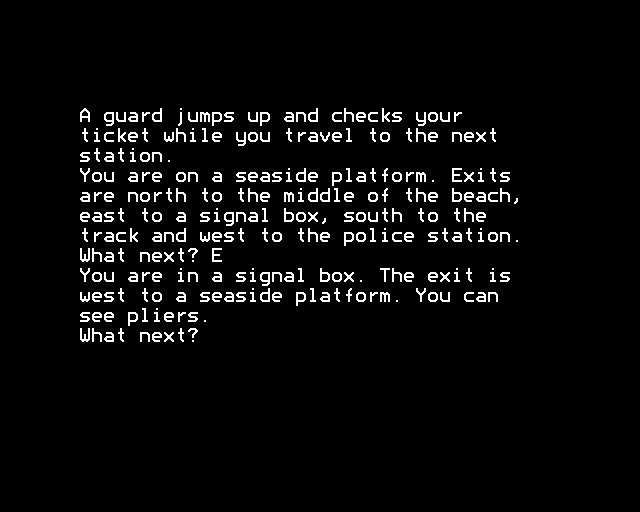 A guard jumps up and checks your
ticket while you travel to the next
station.
You are on a seaside platform. Exits
are north to the middle of the beach,
east to a signal box, south to the
track and west to the police station.
What next? E
You are in a signal box. The exit is
west to a seaside platform. You can
see pliers.
What next?